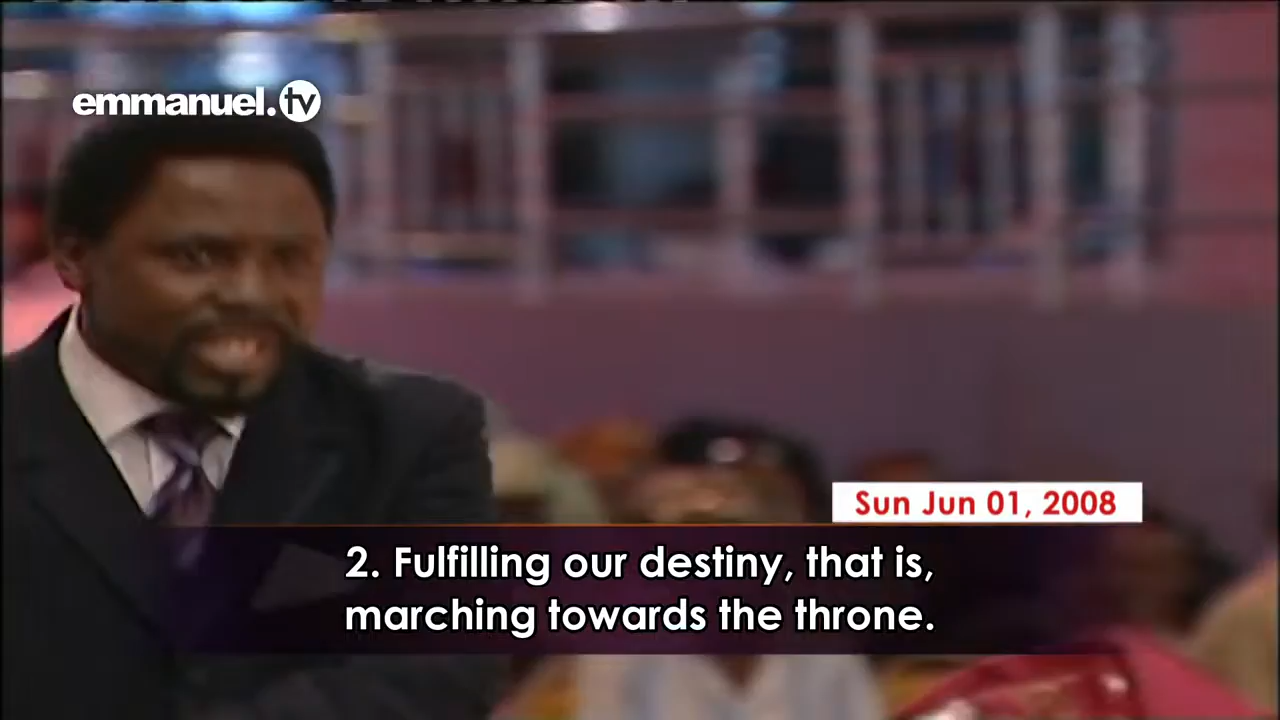 emmanuel.tv
Sun Jun 01, 2008
2. Fulfilling our destiny, that is,
marching towards the throne.